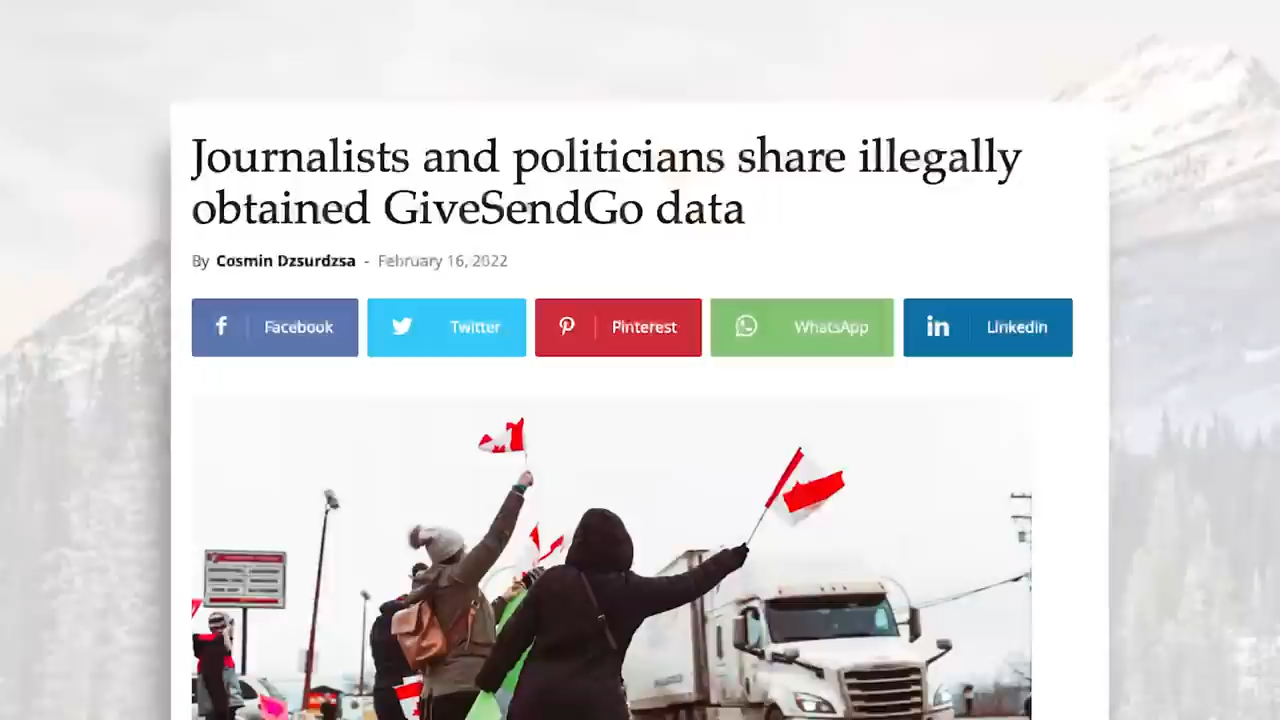 Journalists and politicians share illegally
obtained GiveSendGo data
By Cosmin Dzsurdzsa - February 16, 2022
Facebook Twitter Pinterest WhatsApp Linkedin